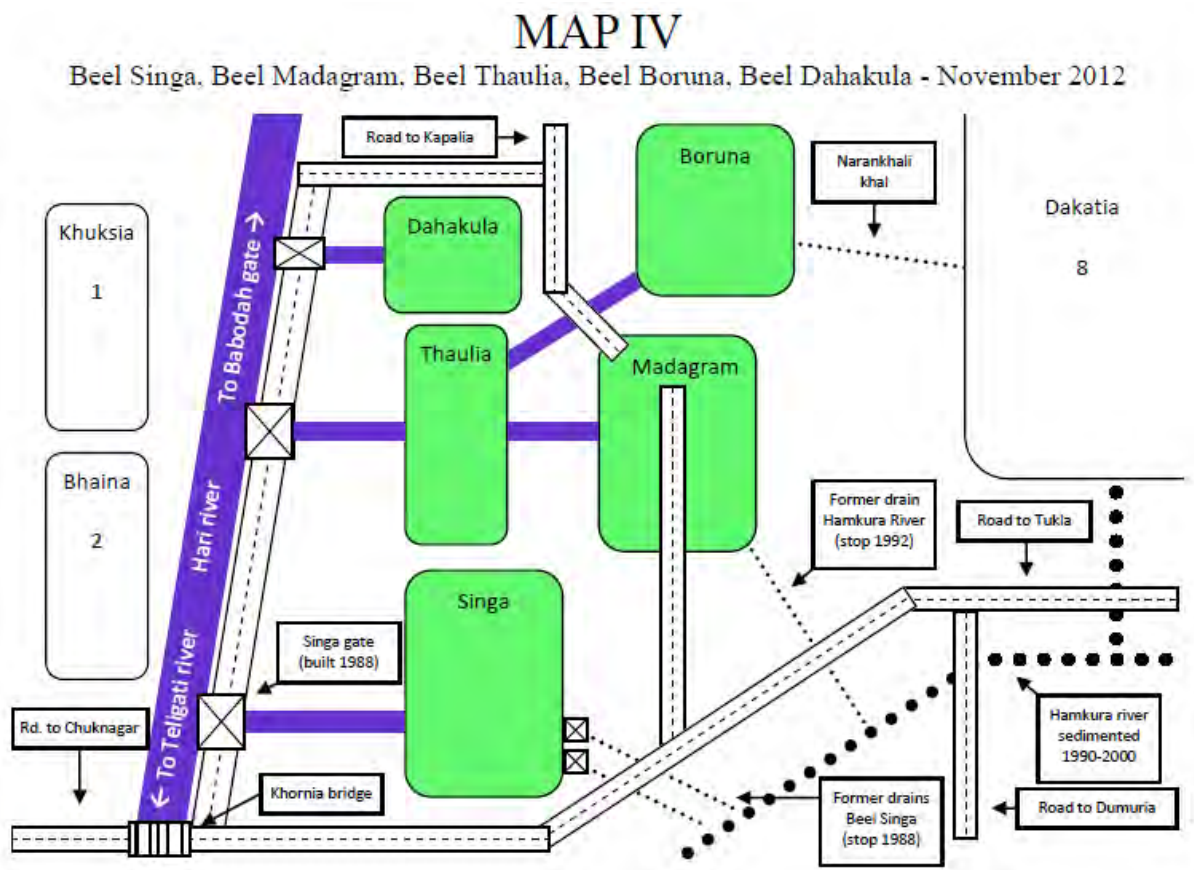 MAP IV
Beel Singa, Beel Madagram, Beel Thaulia, Beel Boruna, Beel Dahakula - November 2012
Road to Kapalia
Boruna
Narankhali
khal
Dakatia
8
Khuksia
1
Dahakula
To Babodah gate →
Thaulia
Madagram
Bhaina
2
Hari river
Former drain
Hamkura River
(stop 1992)
Road to Tukla
Singa
Singa gate
(built 1988)
← To Teligati river
Rd. to Chuknagar
Hamkura river
sedimented
1990-2000
Khornia bridge
Former drains
Beel Singa
(stop 1988)
Road to Dumuria